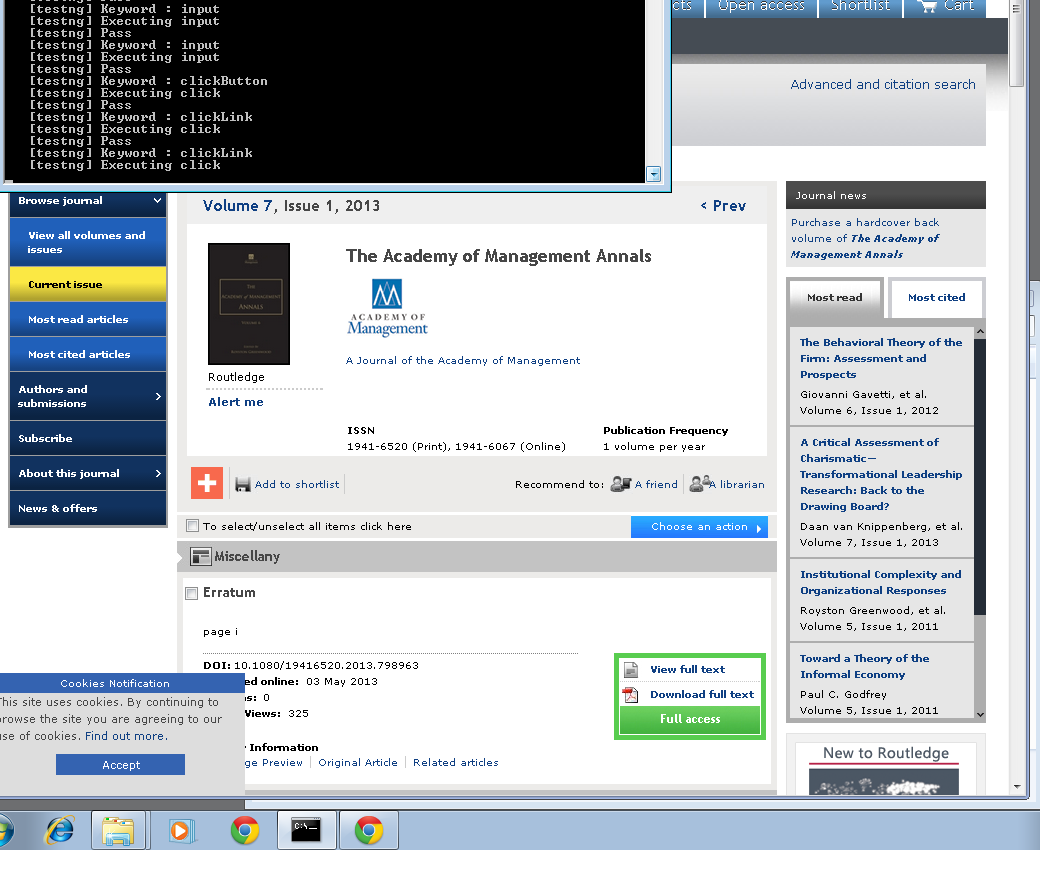 [testng] Keyword : input
[testng] Executing input
[testng] Pass
[testng] Keyword : input
[testng] Executing input
[testng] Pass
[testng] Keyword : clickButton
[testng] Executing click
[testng] Pass
[testng] Keyword : clickLink
[testng] Executing click
[testng] Pass
[testng] Keyword : clickLink
[testng] Executing click
Open access
Shortlist
Cart
Advanced and citation search
Browse journal
View all volumes and
issues
Current issue
Most read articles
Most cited articles
Authors and
submissions
Subscribe
About this journal
News & offers
Volume 7, Issue 1, 2013
< Prev
The Academy of Management Annals
ACADEMY OF
Management
THE
ACADEMY OF MANAGEMENT
ANNALS
A Journal of the Academy of Management
Routledge
Alert me
ISSN
1941-6520 (Print), 1941-6067 (Online)
Publication Frequency
1 volume per year
Add to shortlist
Recommend to: A friend A librarian
To select/unselect all items click here
Choose an action
Miscellany
Erratum
page i
DOI: 10.1080/19416520.2013.798963
ed online: 03 May 2013
s: 0
Views: 325
Information
ge Preview | Original Article | Related articles
View full text
Download full text
Full access
Journal news
Purchase a hardcover back
volume of The Academy of
Management Annals
Most read
Most cited
The Behavioral Theory of the
Firm: Assessment and
Prospects
Giovanni Gavetti, et al.
Volume 6, Issue 1, 2012
A Critical Assessment of
Charismatic—
Transformational Leadership
Research: Back to the
Drawing Board?
Daan van Knippenberg, et al.
Volume 7, Issue 1, 2013
Institutional Complexity and
Organizational Responses
Royston Greenwood, et al.
Volume 5, Issue 1, 2011
Toward a Theory of the
Informal Economy
Paul C. Godfrey
Volume 5, Issue 1, 2011
New to Routledge
Cookies Notification
This site uses cookies. By continuing to
browse the site you are agreeing to our
use of cookies. Find out more.
Accept
C:\_